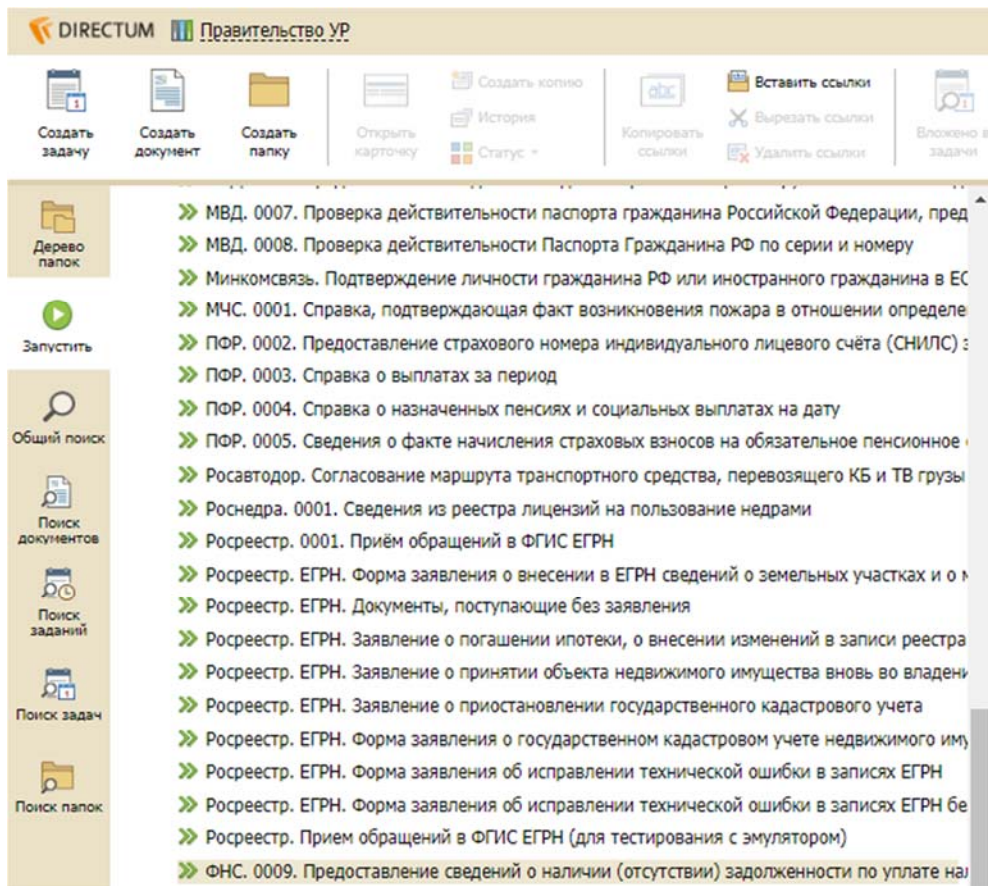 DIRECTUM Правительство УР
Создать задачу
Создать документ
Создать папку
Открыть карточку
Создать копию
История
Статус
Копировать ссылки
Вставить ссылки
Вырезать ссылки
Удалить ссылки
Вложено в задачи
Дерево папок
Запустить
Общий поиск
Поиск документов
Поиск заданий
Поиск задач
Поиск папок
МВД. 0007. Проверка действительности паспорта гражданина Российской Федерации, пред
МВД. 0008. Проверка действительности Паспорта Гражданина РФ по серии и номеру
Минкомсвязь. Подтверждение личности гражданина РФ или иностранного гражданина в ЕС
МЧС. 0001. Справка, подтверждающая факт возникновения пожара в отношении определе
ПФР. 0002. Предоставление страхового номера индивидуального лицевого счёта (СНИЛС)
ПФР. 0003. Справка о выплатах за период
ПФР. 0004. Справка о назначенных пенсиях и социальных выплатах на дату
ПФР. 0005. Сведения о факте начисления страховых взносов на обязательное пенсионное
Росавтодор. Согласование маршрута транспортного средства, перевозящего КБ и ТВ грузы
Роснедра. 0001. Сведения из реестра лицензий на пользование недрами
Росреестр. 0001. Приём обращений в ФГИС ЕГРН
Росреестр. ЕГРН. Форма заявления о внесении в ЕГРН сведений о земельных участках и о
Росреестр. ЕГРН. Документы, поступающие без заявления
Росреестр. ЕГРН. Заявление о погашении ипотеки, о внесении изменений в записи реестра
Росреестр. ЕГРН. Заявление о принятии объекта недвижимого имущества вновь во владени
Росреестр. ЕГРН. Заявление о приостановлении государственного кадастрового учета
Росреестр. ЕГРН. Форма заявления о государственном кадастровом учете недвижимого иму
Росреестр. ЕГРН. Форма заявления об исправлении технической ошибки в записях ЕГРН
Росреестр. ЕГРН. Форма заявления об исправлении технической ошибки в записях ЕГРН бе
Росреестр. Прием обращений в ФГИС ЕГРН (для тестирования с эмулятором)
ФНС. 0009. Предоставление сведений о наличии (отсутствии) задолженности по уплате нал